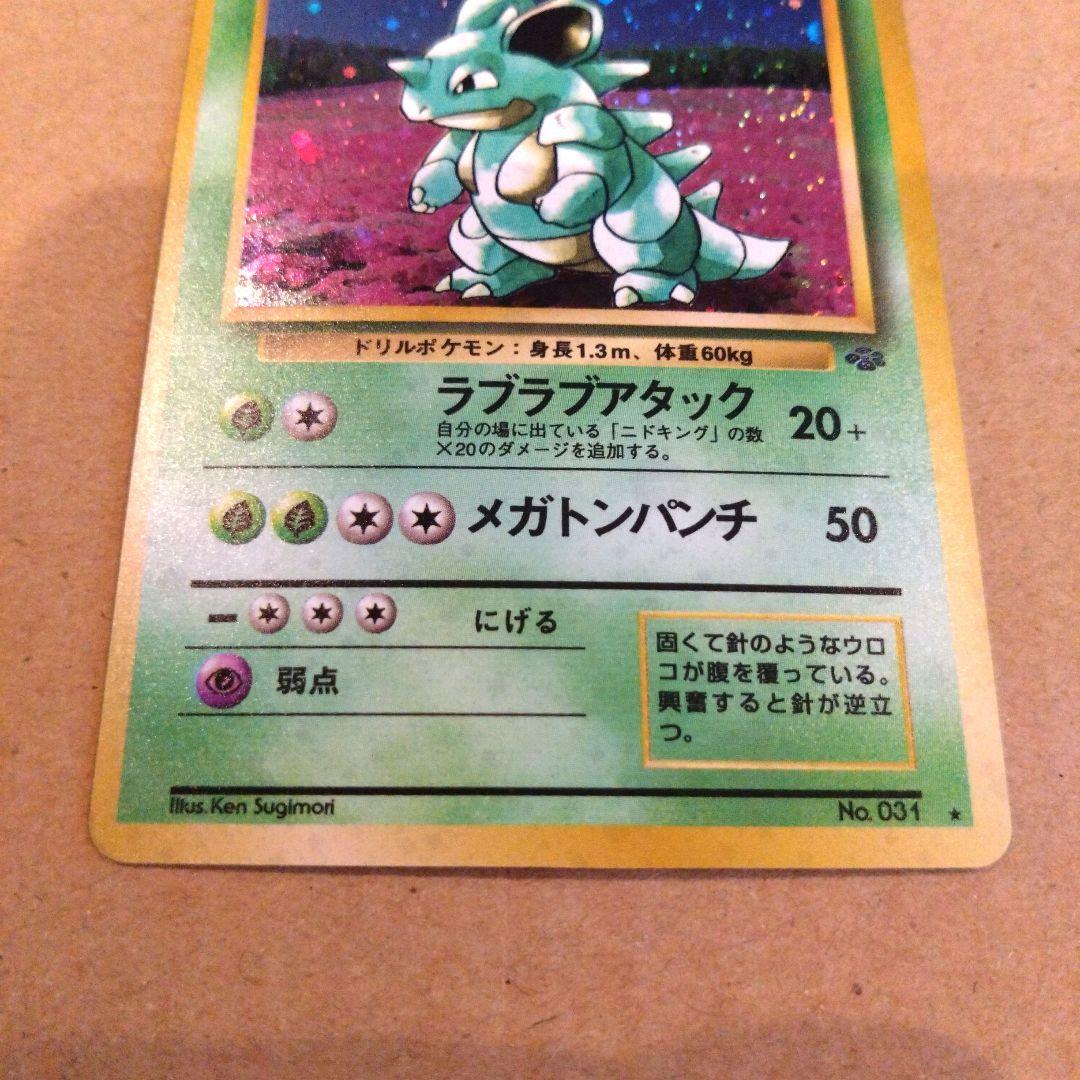 ドリルポケモン：身長1.3m、体重60kg
ラブラブアタック 20+
自分の場に出ている「ニドキング」の数
×20のダメージを追加する。
メガトンパンチ 50
にげる
弱点
固くて針のようなウロ
コが腹を覆っている。
興奮すると針が逆立
つ。
Illus. Ken Sugimori
No. 031 ★